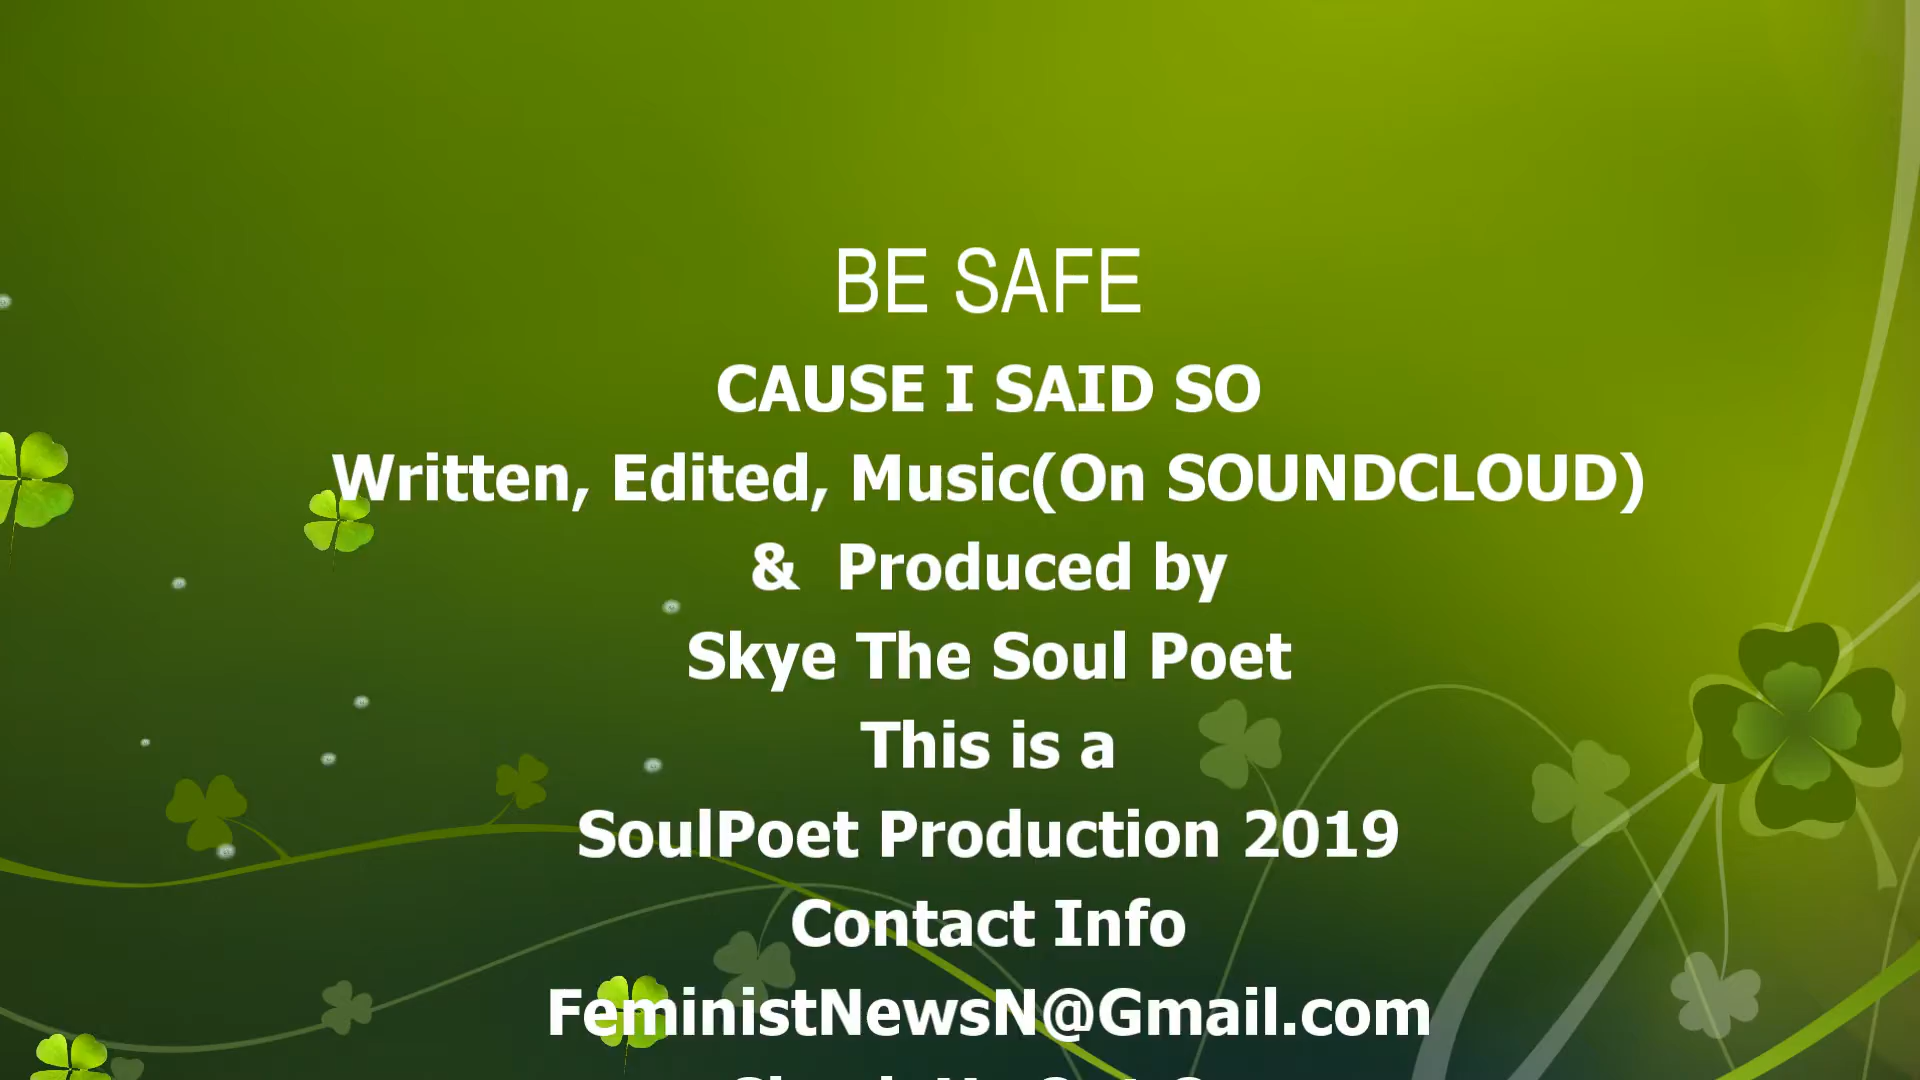 BE SAFE
CAUSE I SAID SO
Written, Edited, Music(On SOUNDCLOUD)
&  Produced by
Skye The Soul Poet
This is a
SoulPoet Production 2019
Contact Info
FeministNewsN@Gmail.com